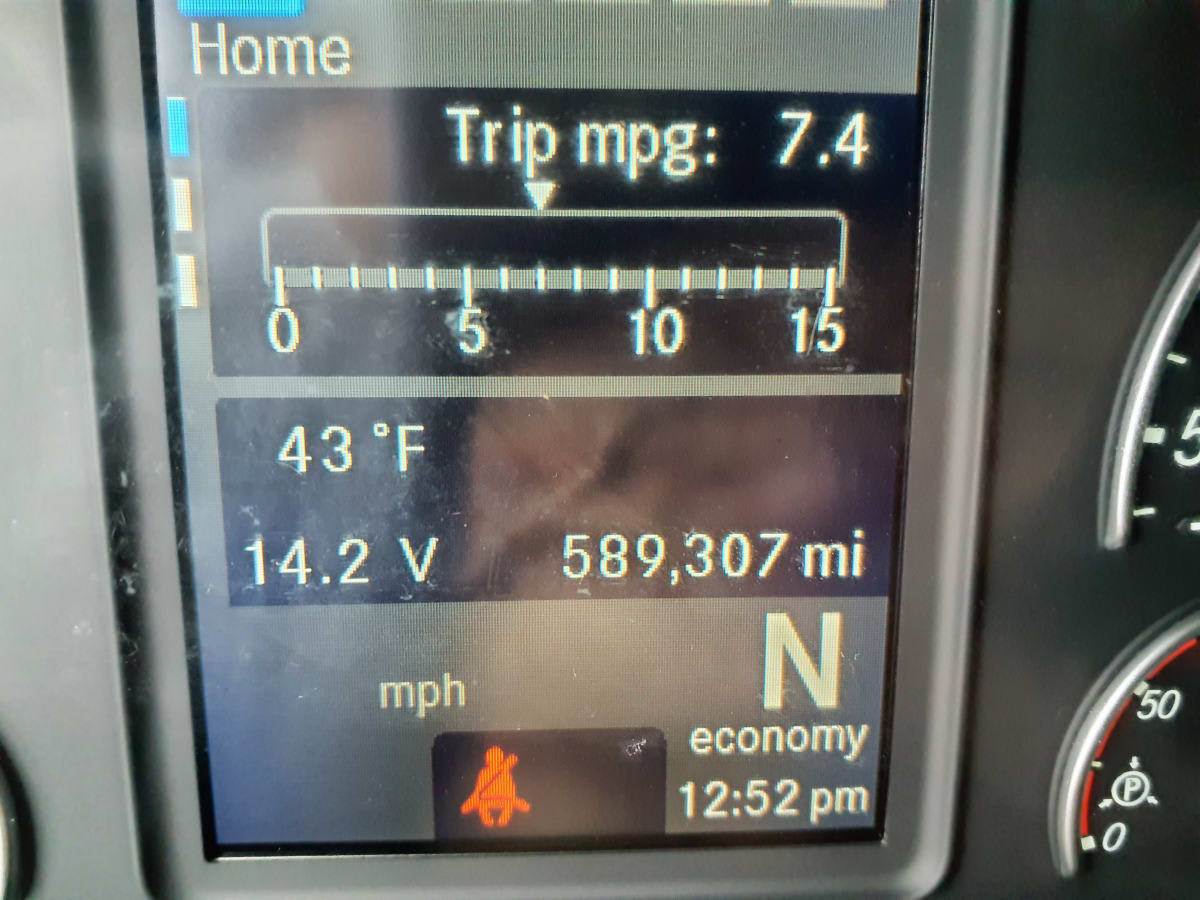 Home
Trip mpg: 7.4
0 5 10 15
43 °F
14.2 V 589,307 mi
N
mph
economy
12:52 pm
50
P
0